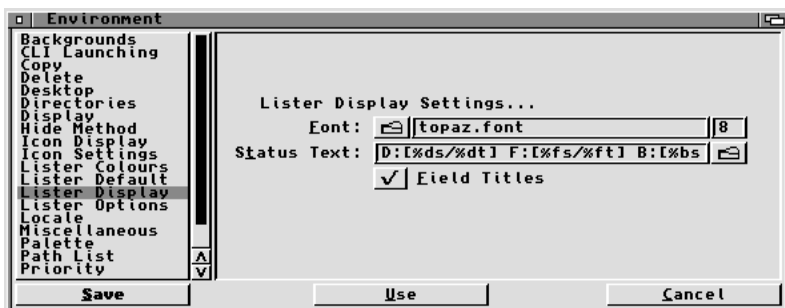 Environment
Backgrounds
CLI Launching
Copy
Delete
Desktop
Directories
Display
Hide Method
Icon Display
Icon Settings
Lister Colours
Lister Default
Lister Display
Lister Options
Locale
Miscellaneous
Palette
Path List
Priority
Lister Display Settings...
Font: topaz.font 8
Status Text: D:[%ds/%dt] F:[%fs/%ft] B:[%bs
Field Titles
Save Use Cancel